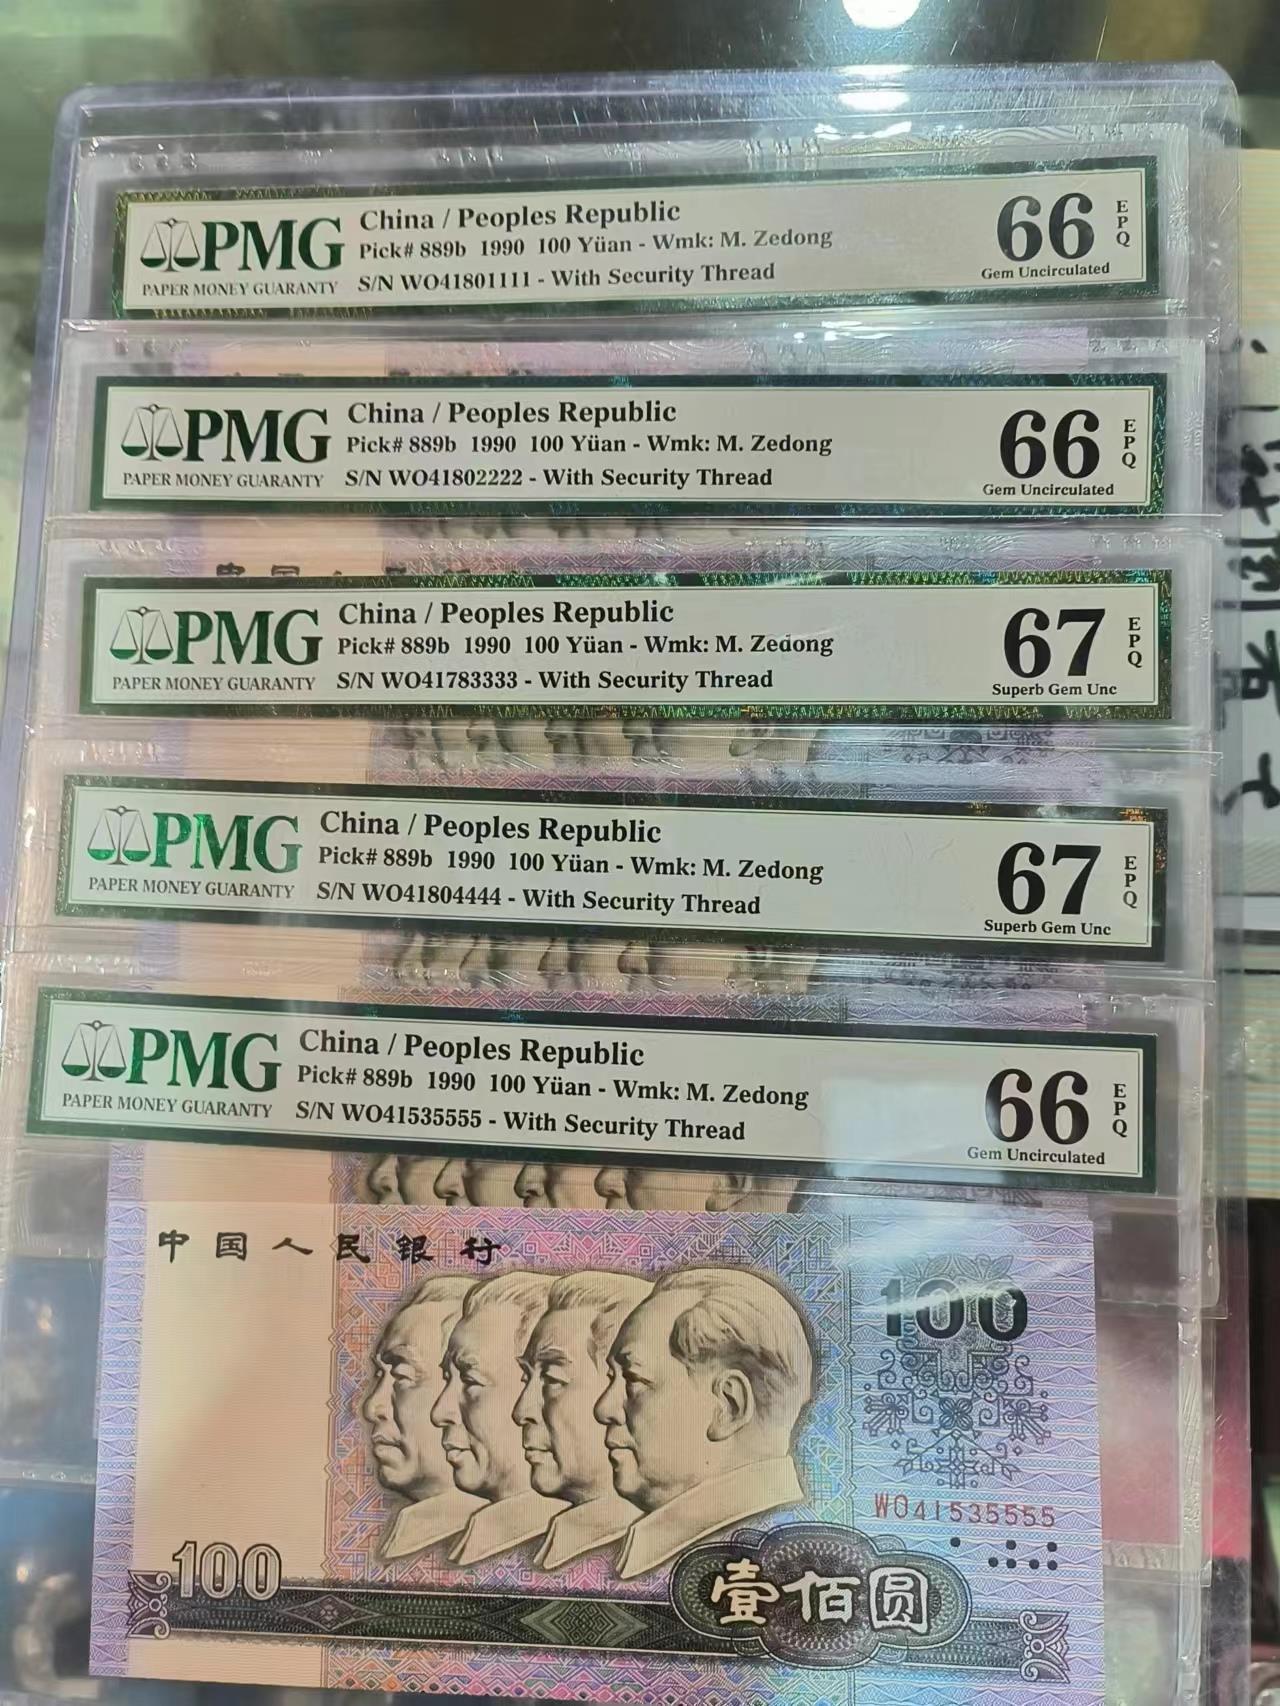 PMG
PAPER MONEY GUARANTY
China / Peoples Republic
Pick# 889b 1990 100 Yüan - Wmk: M. Zedong
S/N WO41801111 - With Security Thread
66
EPQ
Gem Uncirculated
PMG
PAPER MONEY GUARANTY
China / Peoples Republic
Pick# 889b 1990 100 Yüan - Wmk: M. Zedong
S/N WO41802222 - With Security Thread
66
EPQ
Gem Uncirculated
PMG
PAPER MONEY GUARANTY
China / Peoples Republic
Pick# 889b 1990 100 Yüan - Wmk: M. Zedong
S/N WO41783333 - With Security Thread
67
EPQ
Superb Gem Unc
PMG
PAPER MONEY GUARANTY
China / Peoples Republic
Pick# 889b 1990 100 Yüan - Wmk: M. Zedong
S/N WO41804444 - With Security Thread
67
EPQ
Superb Gem Unc
PMG
PAPER MONEY GUARANTY
China / Peoples Republic
Pick# 889b 1990 100 Yüan - Wmk: M. Zedong
S/N WO41535555 - With Security Thread
66
EPQ
Gem Uncirculated
中国人民银行
100
WO41535555
100
壹佰圆